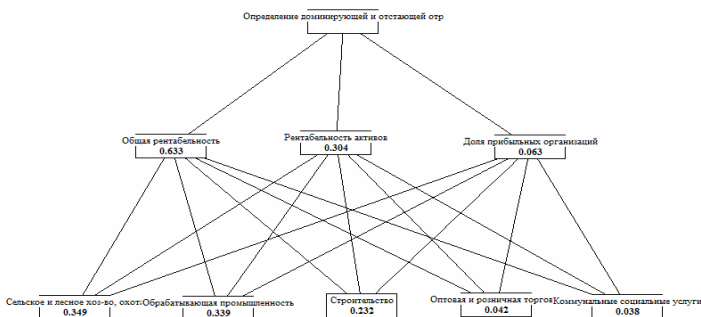 Определение доминирующей и отстающей отр
Общая рентабельность
0.633
Рентабельность активов
0.304
Доля прибыльных организаций
0.063
Сельское и лесное хоз-во, охот
0.349
Обрабатывающая промышленность
0.339
Строительство
0.232
Оптовая и розничная торгов
0.042
Коммунальные социальные услуги
0.038